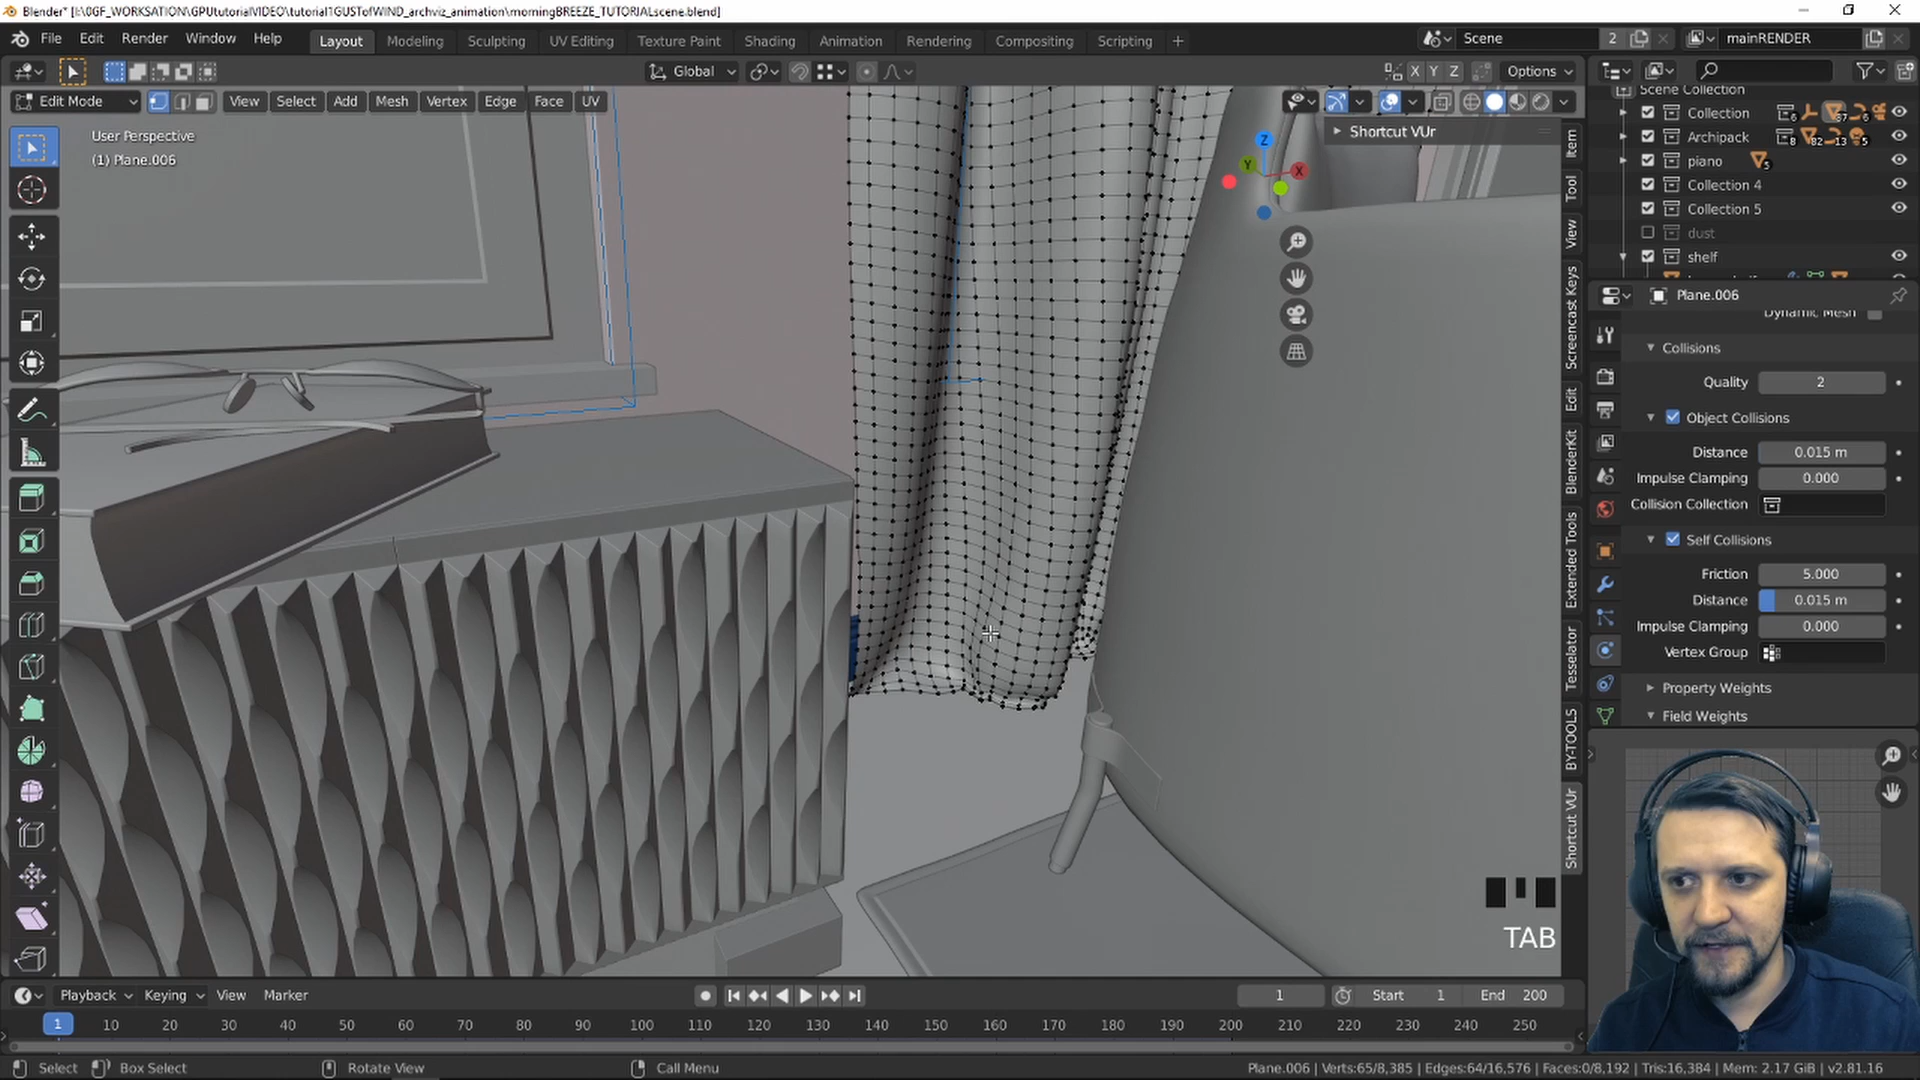 Blender* [I:\0GF_WORKSATION\GPUtutorialVIDEO\tutorial1GUSTofWIND_archviz_animation\morningBREEZE_TUTORIALscene.blend]
File Edit Render Window Help
Layout Modeling Sculpting UV Editing Texture Paint Shading Animation Rendering Compositing Scripting +
Scene 2 mainRENDER
Global X Y Z Options
Edit Mode View Select Add Mesh Vertex Edge Face UV
User Perspective
(1) Plane.006
Shortcut VUr
Z
Y
X
Item
Tool
View
Screencast Keys
Edit
BlenderKit
Extended Tools
Tesselator
BY-TOOLS
Shortcut VUr
TAB
Scene Collection
Collection 6 37 6
Archipack 8 82 13 5
piano 5
Collection 4
Collection 5
dust
shelf
Plane.006
Dynamic Mesh
Collisions
Quality 2
Object Collisions
Distance 0.015 m
Impulse Clamping 0.000
Collision Collection
Self Collisions
Friction 5.000
Distance 0.015 m
Impulse Clamping 0.000
Vertex Group
Property Weights
Field Weights
Playback Keying View Marker
1 Start 1 End 200
1 10 20 30 40 50 60 70 80 90 100 110 120 130 140 150 160 170 180 190 200 210 220 230 240 250
Select Box Select Rotate View Call Menu
Plane.006 | Verts:65/8,385 | Edges:64/16,576 | Faces:0/8,192 | Tris:16,384 | Mem: 2.17 GiB | v2.81.16